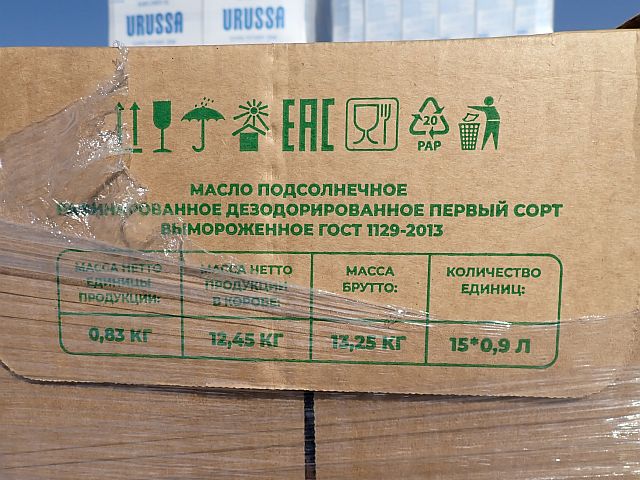 URUSSA URUSSA
EAC
20
PAP
МАСЛО ПОДСОЛНЕЧНОЕ
РАФИНИРОВАННОЕ ДЕЗОДОРИРОВАННОЕ ПЕРВЫЙ СОРТ
ВЫМОРОЖЕННОЕ ГОСТ 1129-2013
МАССА НЕТТО ЕДИНИЦЫ ПРОДУКЦИИ:
МАССА НЕТТО ПРОДУКЦИИ В КОРОБЕ:
МАССА БРУТТО:
КОЛИЧЕСТВО ЕДИНИЦ:
0,83 КГ
12,45 КГ
13,25 КГ
15*0,9 Л